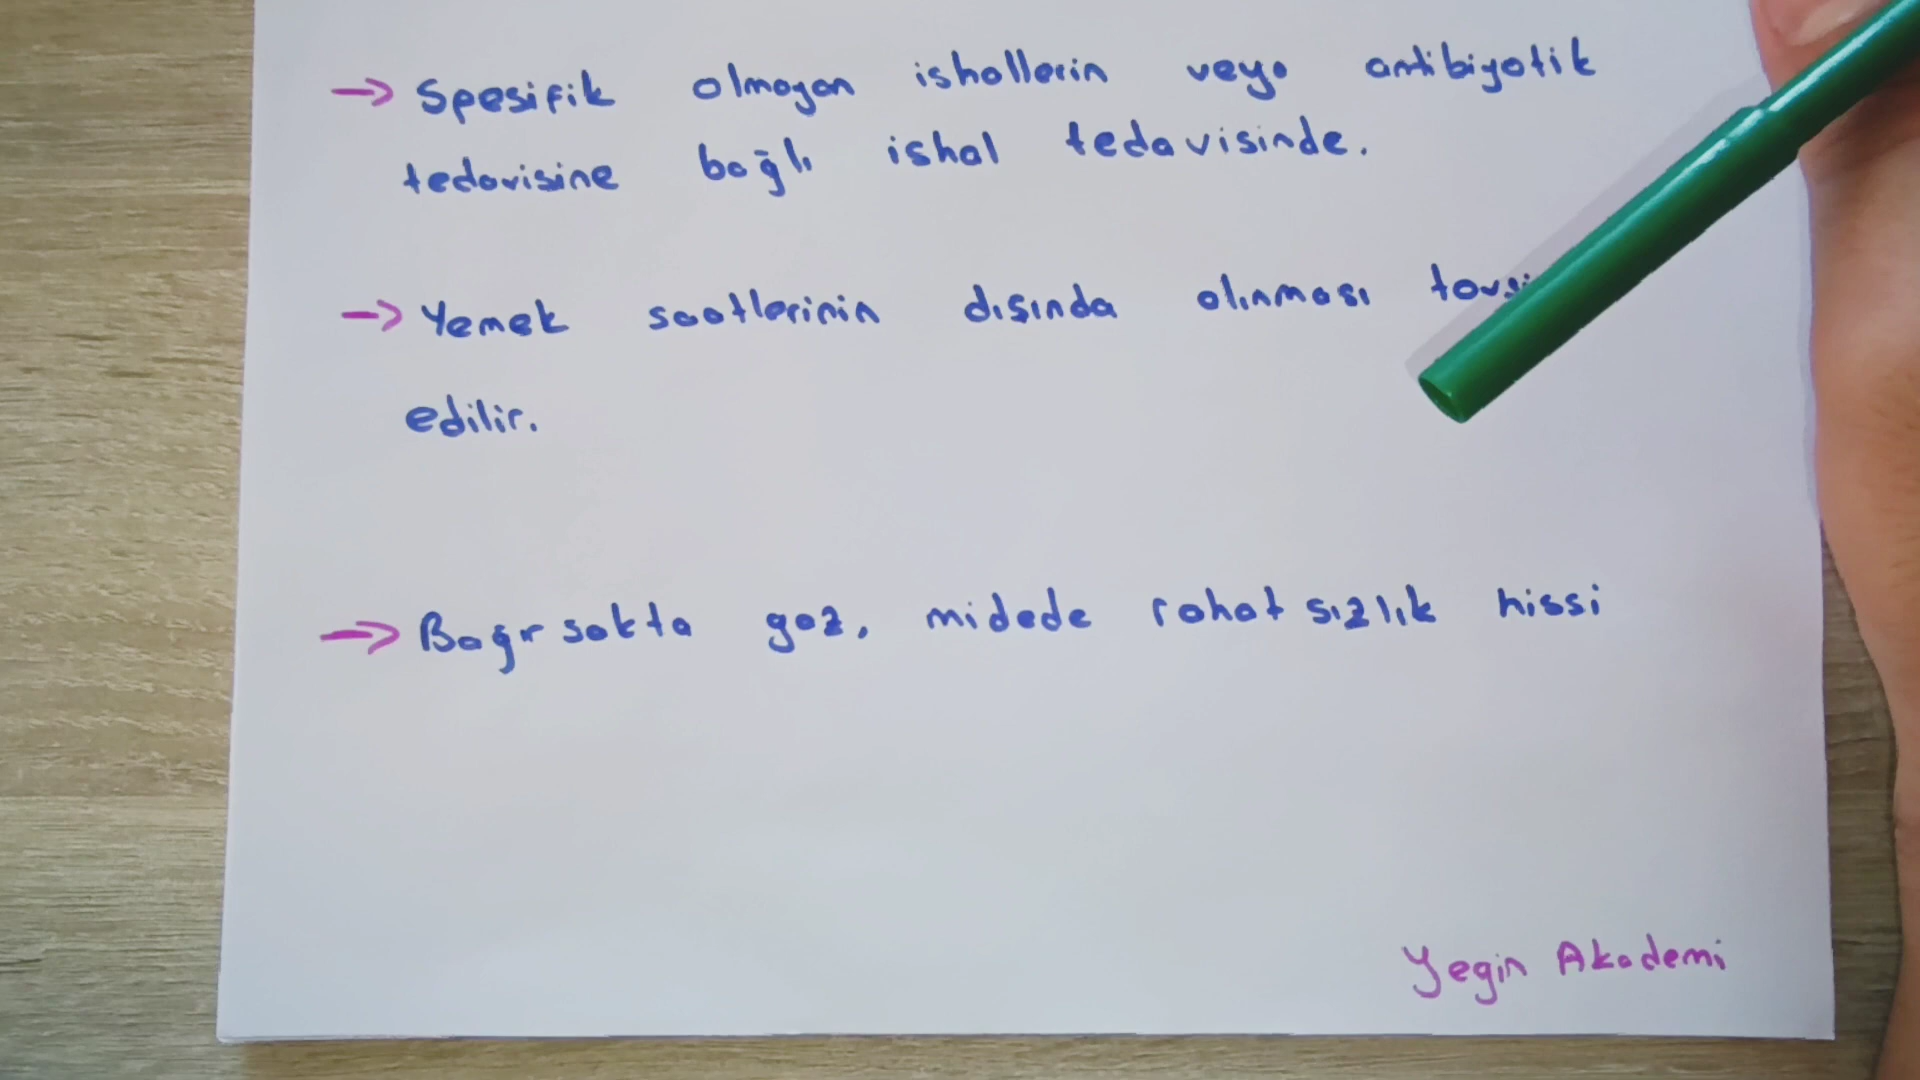 → Spesifik olmayan ishallerin veya antibiyotik
tedavisine bağlı ishal tedavisinde.
→ Yemek saatlerinin dışında alınması
edilir.
→ Bağırsakta gaz, midede rahatsızlık hissi
Yegin Akademi